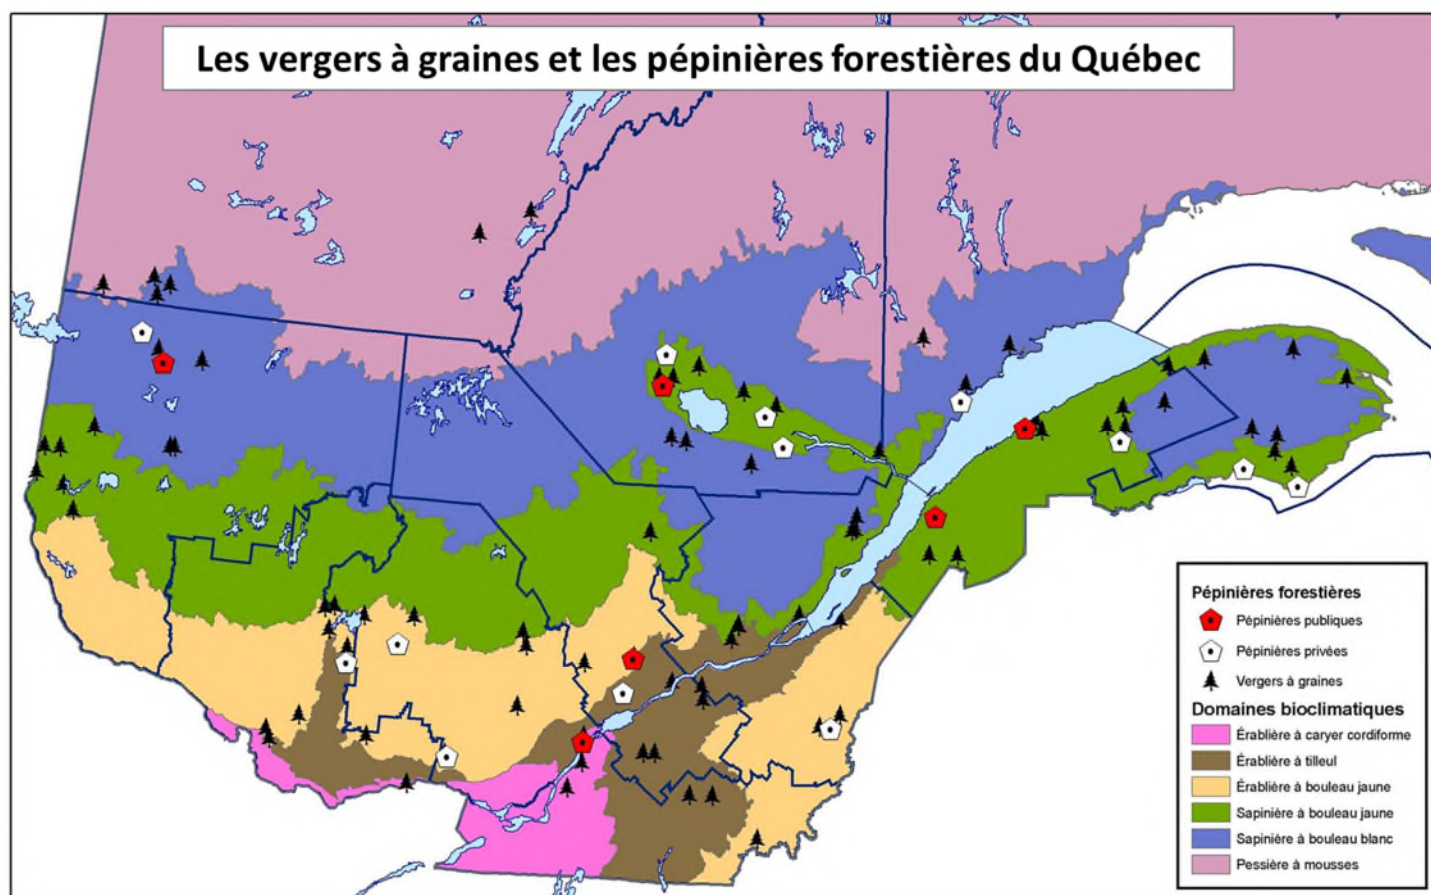 Les vergers à graines et les pépinières forestières du Québec
Pépinières forestières
Pépinières publiques
Pépinières privées
Vergers à graines
Domaines bioclimatiques
Érablière à caryer cordiforme
Érablière à tilleul
Érablière à bouleau jaune
Sapinière à bouleau jaune
Sapinière à bouleau blanc
Pessière à mousses